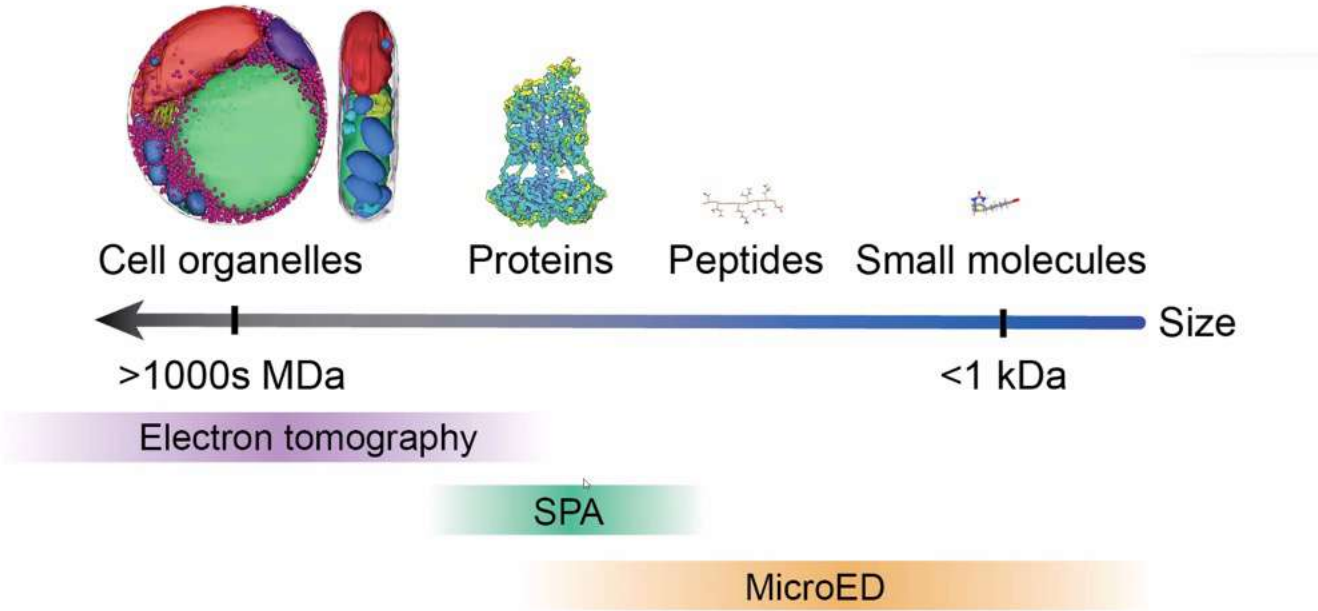 Cell organelles
Proteins
Peptides
Small molecules
Size
>1000s MDa
<1 kDa
Electron tomography
SPA
MicroED